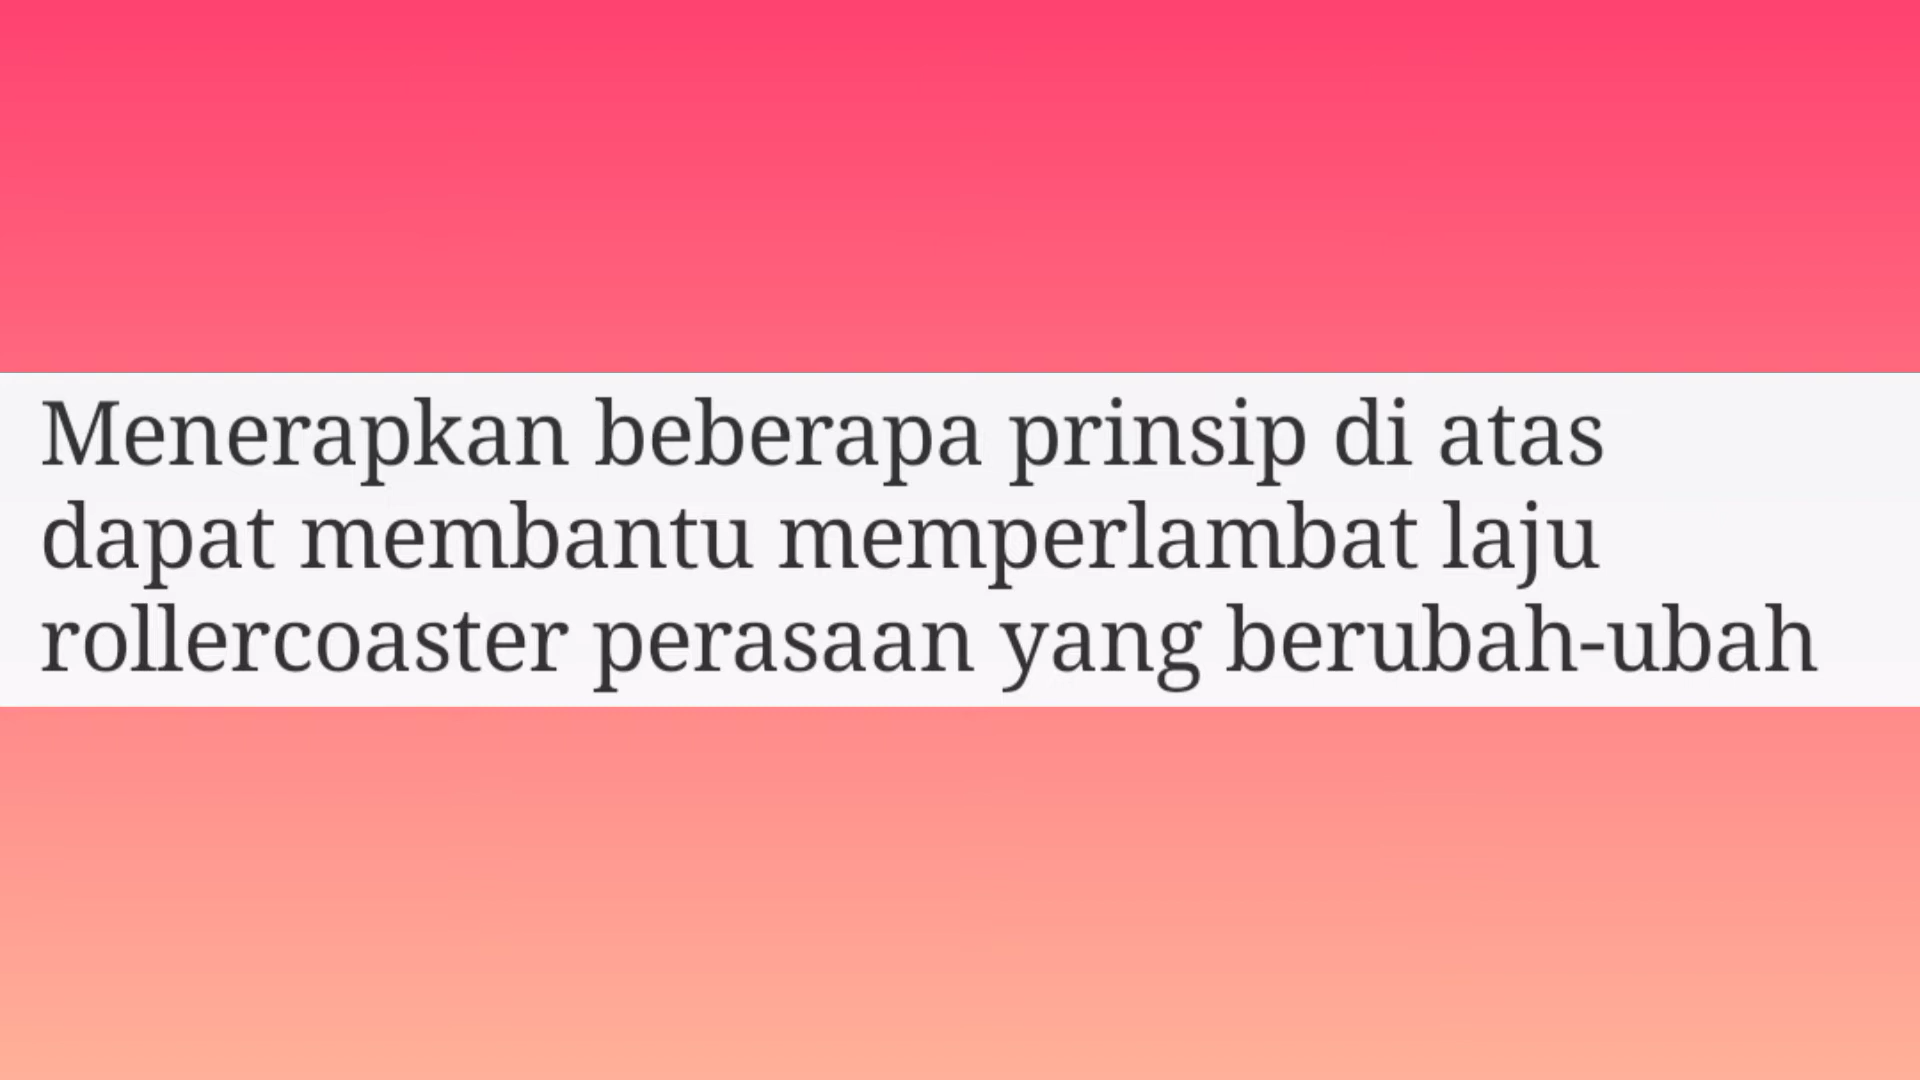 Menerapkan beberapa prinsip di atas
dapat membantu memperlambat laju
rollercoaster perasaan yang berubah-ubah